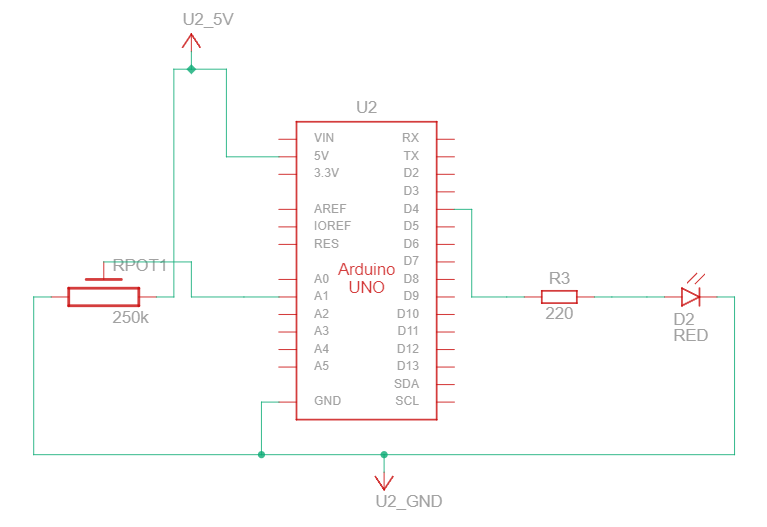 U2_5V
U2
VIN
5V
3.3V
AREF
IOREF
RES
A0
A1
A2
A3
A4
A5
GND
Arduino
UNO
RX
TX
D2
D3
D4
D5
D6
D7
D8
D9
D10
D11
D12
D13
SDA
SCL
RPOT1
250k
R3
220
D2
RED
U2_GND